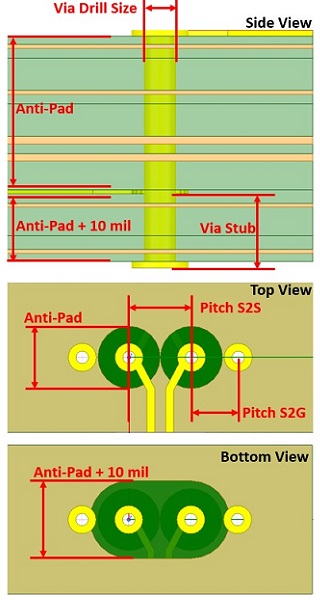 Via Drill Size
Side View
Anti-Pad
Anti-Pad + 10 mil
Via Stub
Top View
Anti-Pad
Pitch S2S
Pitch S2G
Bottom View
Anti-Pad + 10 mil